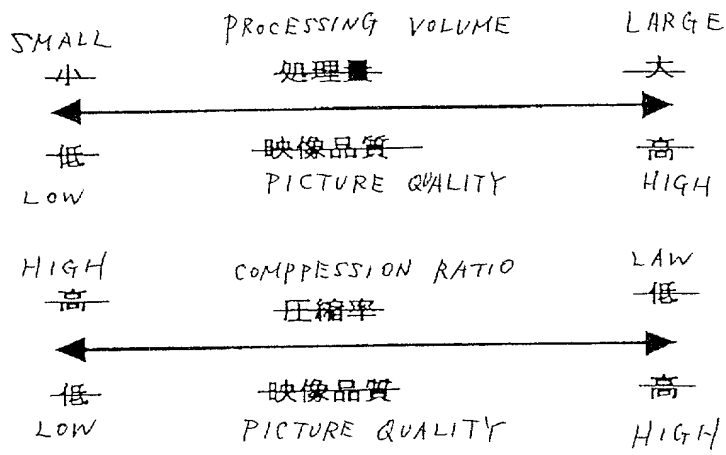 SMALL PROCESSING VOLUME LARGE
小 処理量 大
低 映像品質 高
LOW PICTURE QUALITY HIGH
HIGH COMPPESSION RATIO LAW
高 圧縮率 低
低 映像品質 高
LOW PICTURE QUALITY HIGH